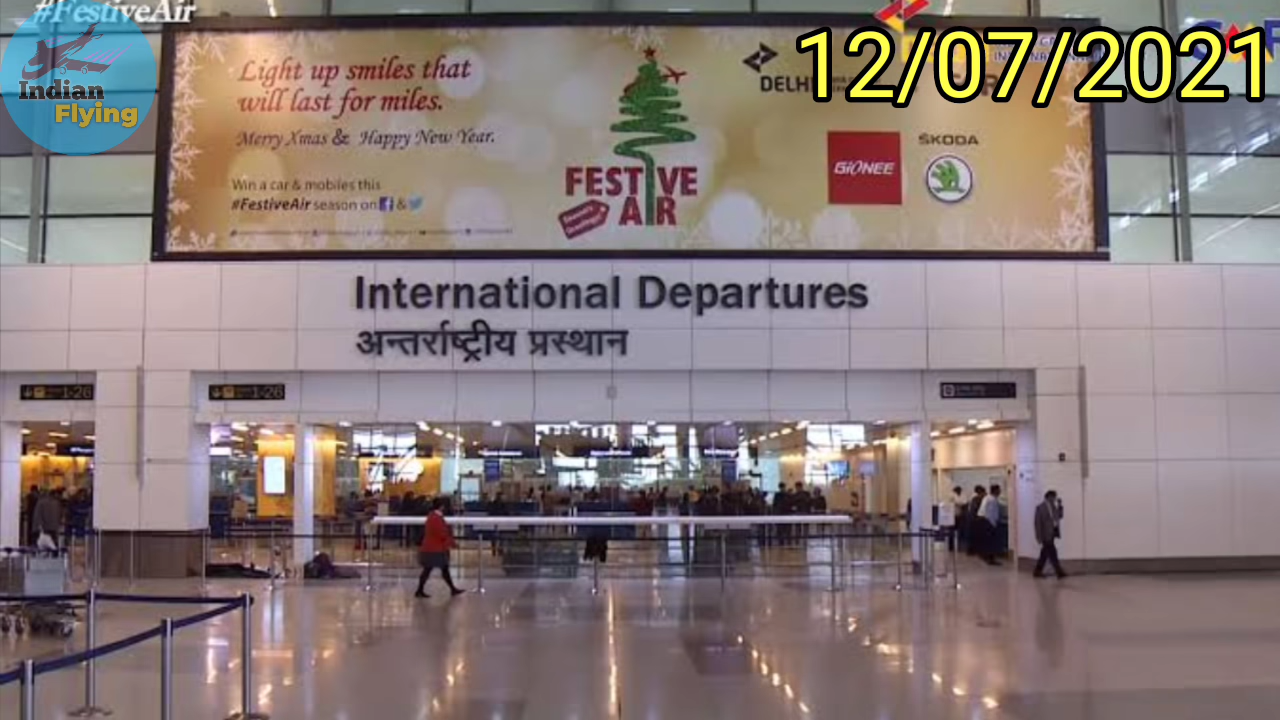 #FestiveAir
Indian
Flying
12/07/2021
Light up smiles that
will last for miles.
Merry Xmas & Happy New Year.
Win a car & mobiles this
#FestiveAir season on &
FESTIVE
AIR
DELHI
GIONEE
ŠKODA
International Departures
अन्तर्राष्ट्रीय प्रस्थान
1-26
1-26